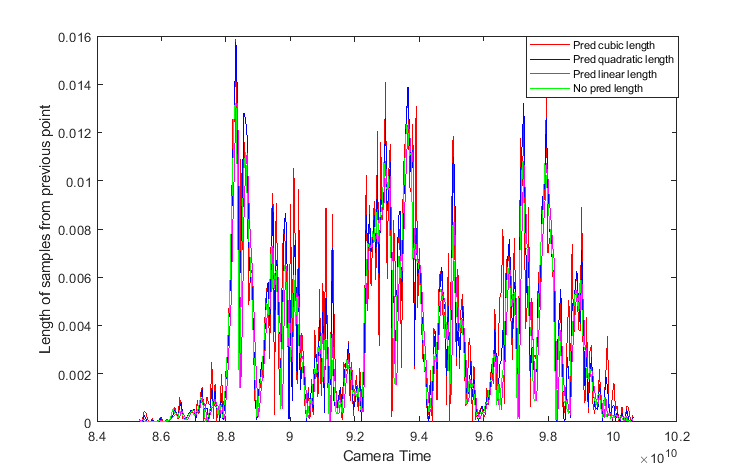 0.016
0.014
0.012
0.01
0.008
0.006
0.004
0.002
0
Length of samples from previous point
Pred cubic length
Pred quadratic length
Pred linear length
No pred length
8.4 8.6 8.8 9 9.2 9.4 9.6 9.8 10 10.2
Camera Time
×10^10